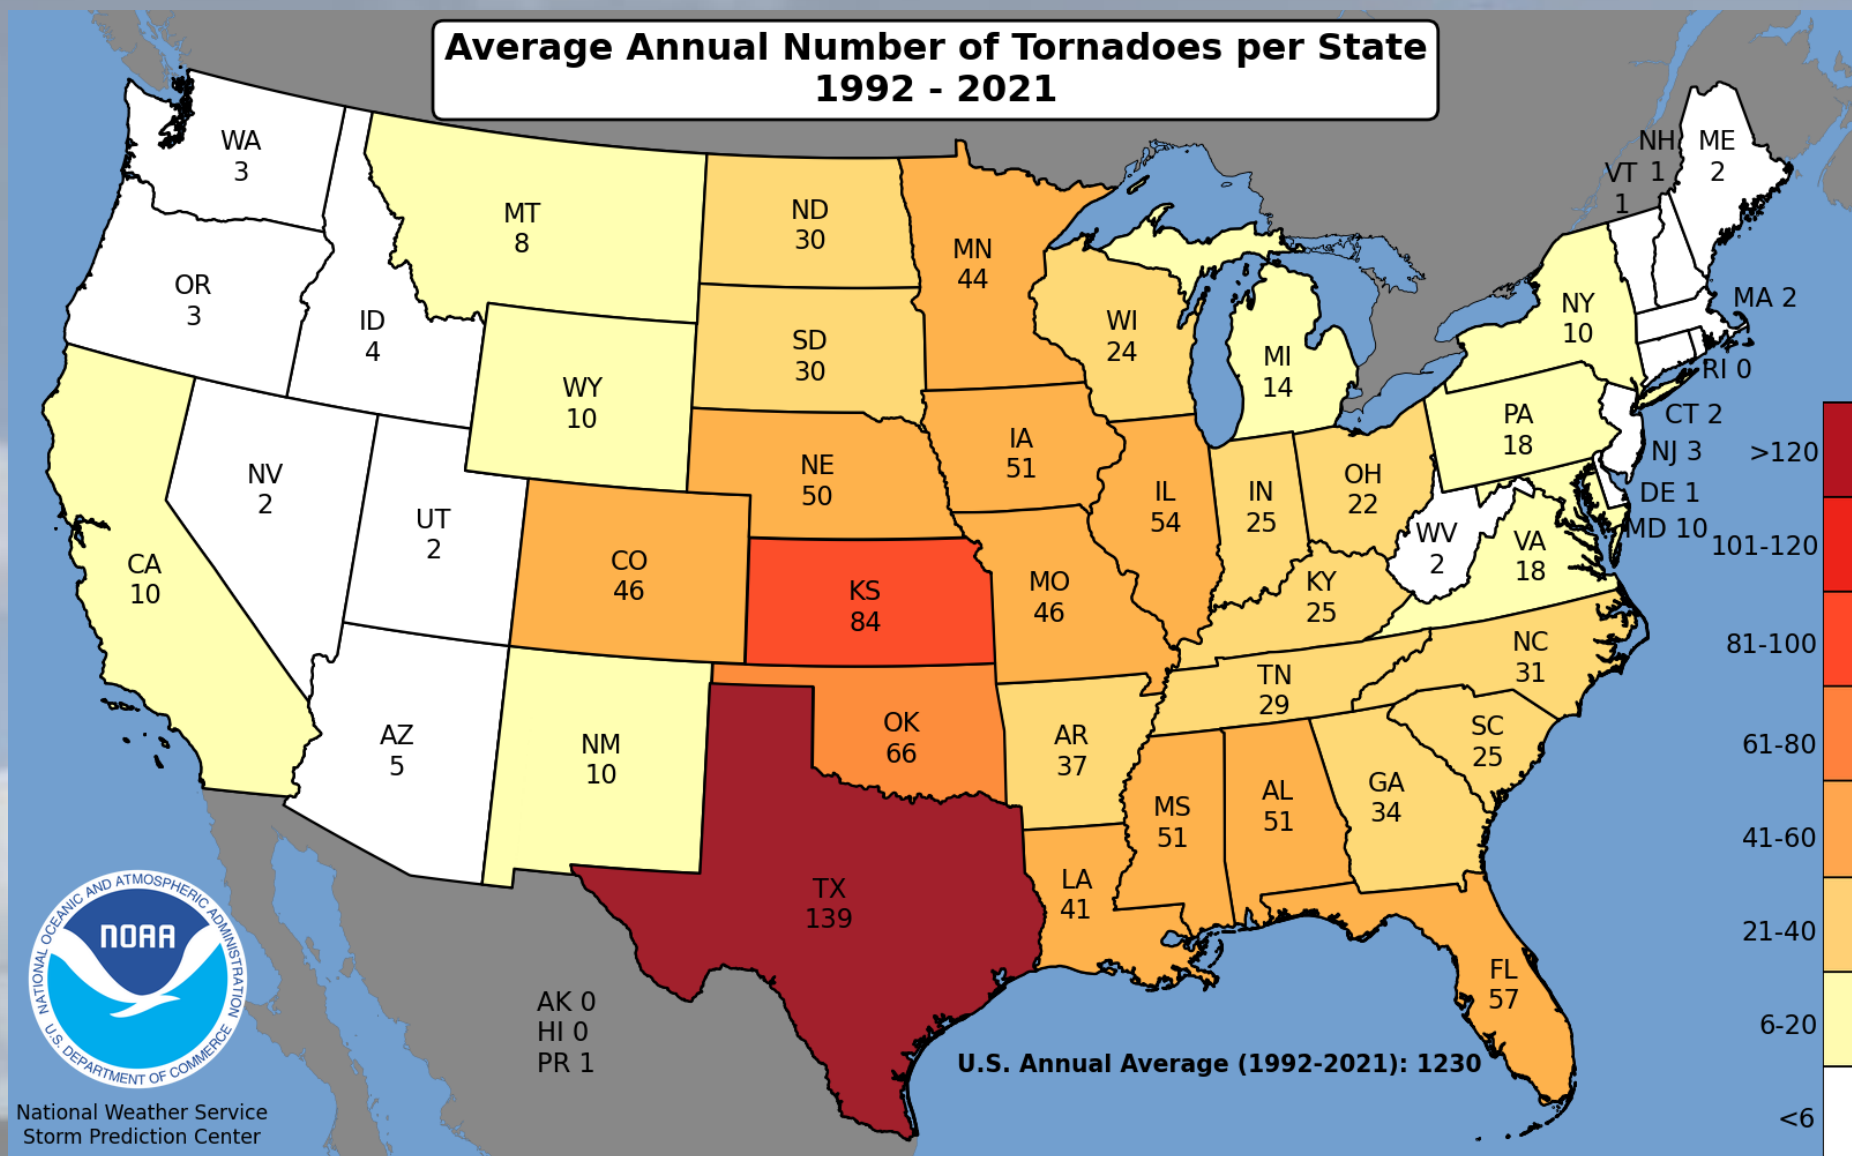 Average Annual Number of Tornadoes per State
1992 - 2021
WA
3
OR
3
ID
4
MT
8
WY
10
NV
2
UT
2
CA
10
AZ
5
CO
46
NM
10
ND
30
SD
30
NE
50
KS
84
OK
66
TX
139
MN
44
IA
51
MO
46
AR
37
LA
41
WI
24
IL
54
MI
14
IN
25
OH
22
KY
25
TN
29
MS
51
AL
51
GA
34
FL
57
SC
25
NC
31
VA
18
WV
2
PA
18
NY
10
VT
1
NH
1
ME
2
MA 2
RI 0
CT 2
NJ 3
DE 1
MD 10
>120
101-120
81-100
61-80
41-60
21-40
6-20
<6
AK 0
HI 0
PR 1
U.S. Annual Average (1992-2021): 1230
NATIONAL OCEANIC AND ATMOSPHERIC ADMINISTRATION
NOAA
U.S. DEPARTMENT OF COMMERCE
National Weather Service
Storm Prediction Center